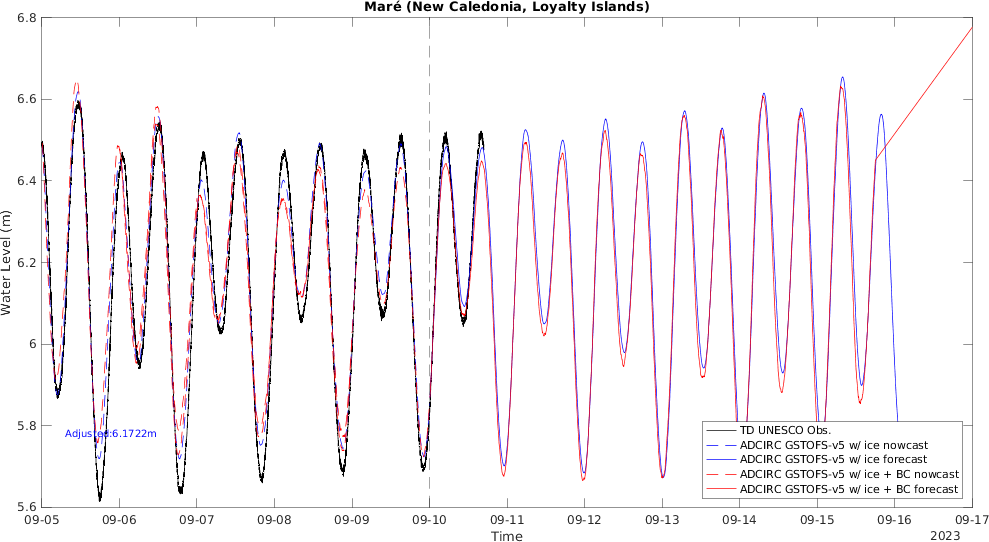 Maré (New Caledonia, Loyalty Islands)
6.8
6.6
6.4
6.2
6
5.8
5.6
Water Level (m)
Adjusted:6.1722m
TD UNESCO Obs.
ADCIRC GSTOFS-v5 w/ ice nowcast
ADCIRC GSTOFS-v5 w/ ice forecast
ADCIRC GSTOFS-v5 w/ ice + BC nowcast
ADCIRC GSTOFS-v5 w/ ice + BC forecast
09-05 09-06 09-07 09-08 09-09 09-10 09-11 09-12 09-13 09-14 09-15 09-16 09-17
Time
2023